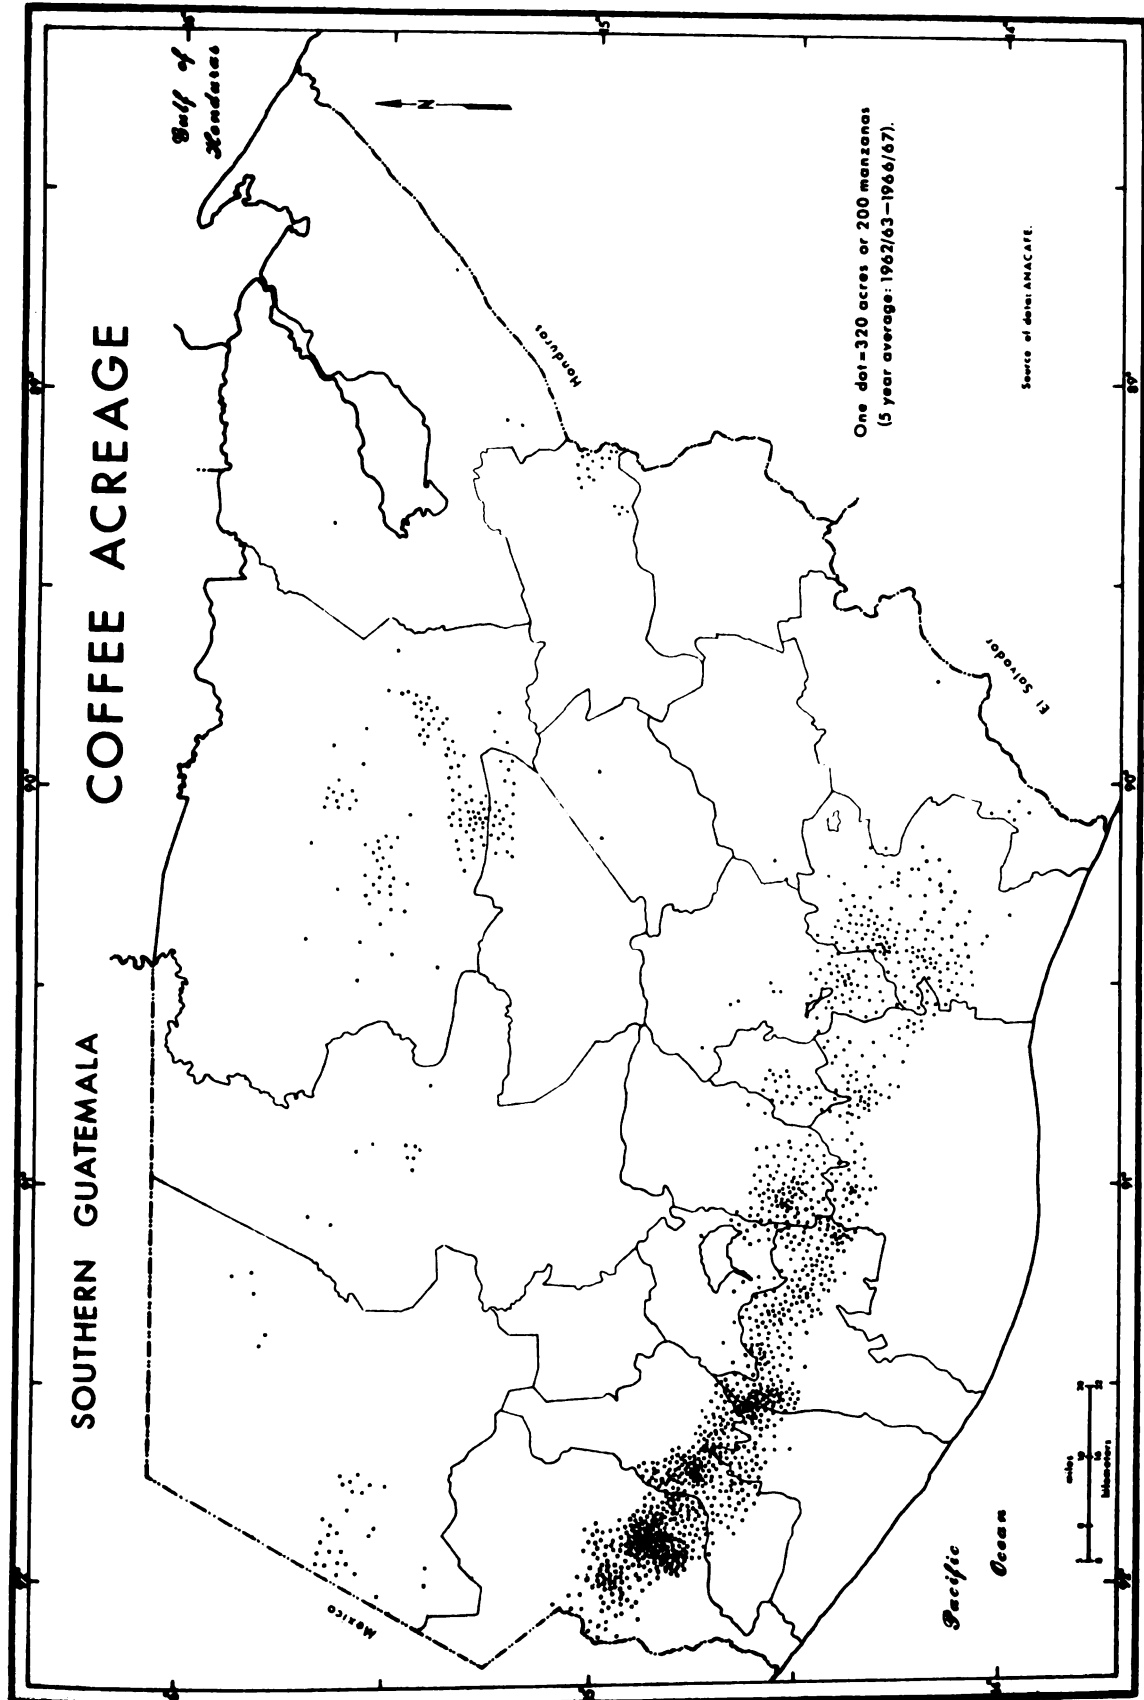 SOUTHERN GUATEMALA
COFFEE ACREAGE
Gulf of
Honduras
N
Mexico
Honduras
El Salvador
Pacific
Ocean
One dot = 320 acres or 200 manzanas
(5 year average: 1962/63–1966/67).
Source of data: ANACAFE.
miles
kilometers
89°